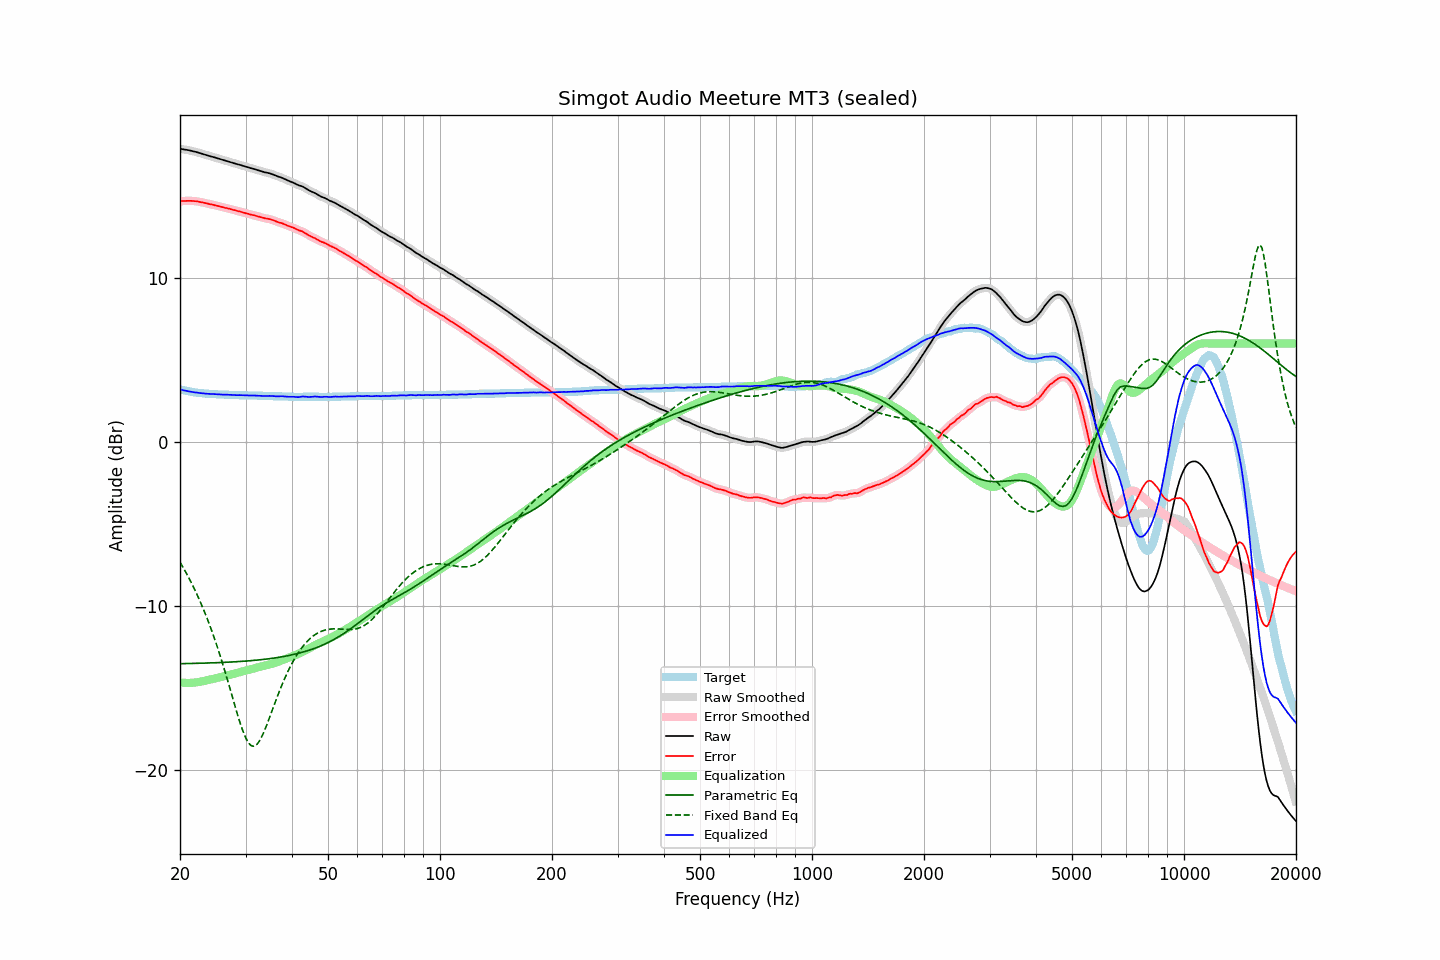 Simgot Audio Meeture MT3 (sealed)
Amplitude (dBr)
10
0
−10
−20
Target
Raw Smoothed
Error Smoothed
Raw
Error
Equalization
Parametric Eq
Fixed Band Eq
Equalized
20 50 100 200 500 1000 2000 5000 10000 20000
Frequency (Hz)